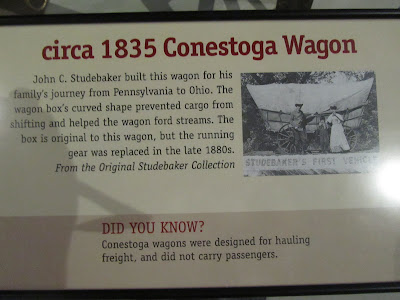 circa 1835 Conestoga Wagon
John C. Studebaker built this wagon for his
family's journey from Pennsylvania to Ohio. The
wagon box's curved shape prevented cargo from
shifting and helped the wagon ford streams. The
box is original to this wagon, but the running
gear was replaced in the late 1880s.
From the Original Studebaker Collection
STUDEBAKER'S FIRST VEHICLE
DID YOU KNOW?
Conestoga wagons were designed for hauling
freight, and did not carry passengers.